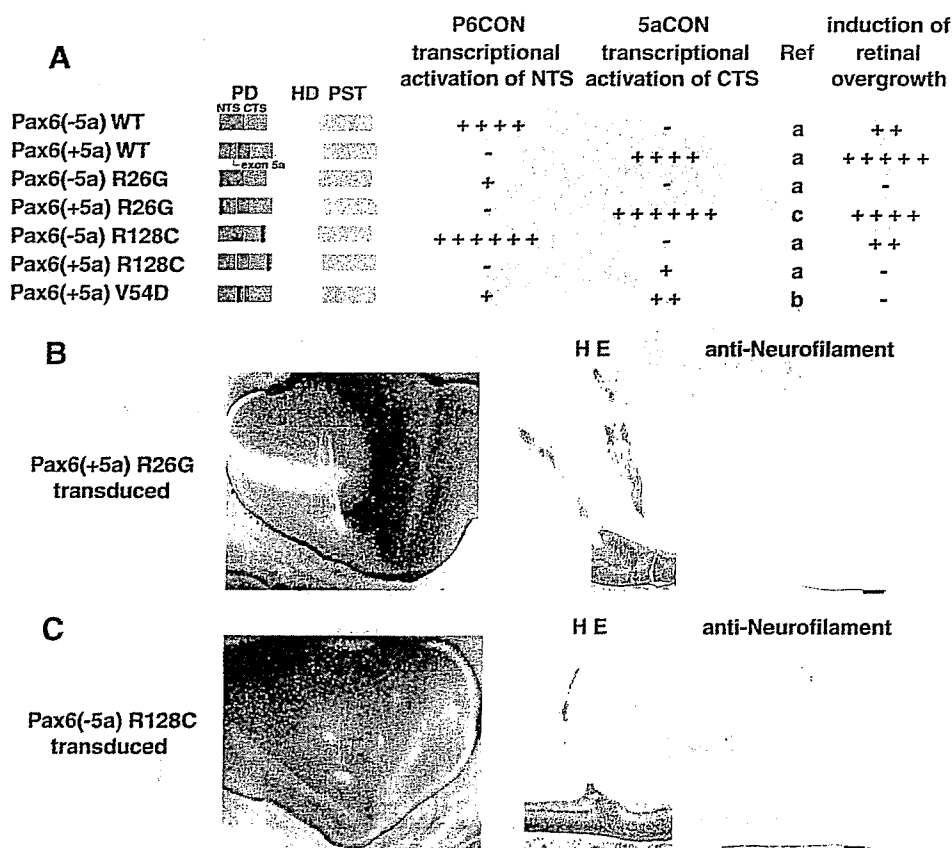 A
P6CON
transcriptional
activation of NTS
5aCON
transcriptional
activation of CTS
Ref
induction of
retinal
overgrowth
PD HD PST
NTS CTS
Pax6(-5a) WT ++++ - a ++
Pax6(+5a) WT - ++++ a +++++
exon 5a
Pax6(-5a) R26G + - a -
Pax6(+5a) R26G - ++++++ c ++++
Pax6(-5a) R128C ++++++ - a ++
Pax6(+5a) R128C - + a -
Pax6(+5a) V54D + ++ b -
B
H E anti-Neurofilament
Pax6(+5a) R26G
transduced
C
H E anti-Neurofilament
Pax6(-5a) R128C
transduced